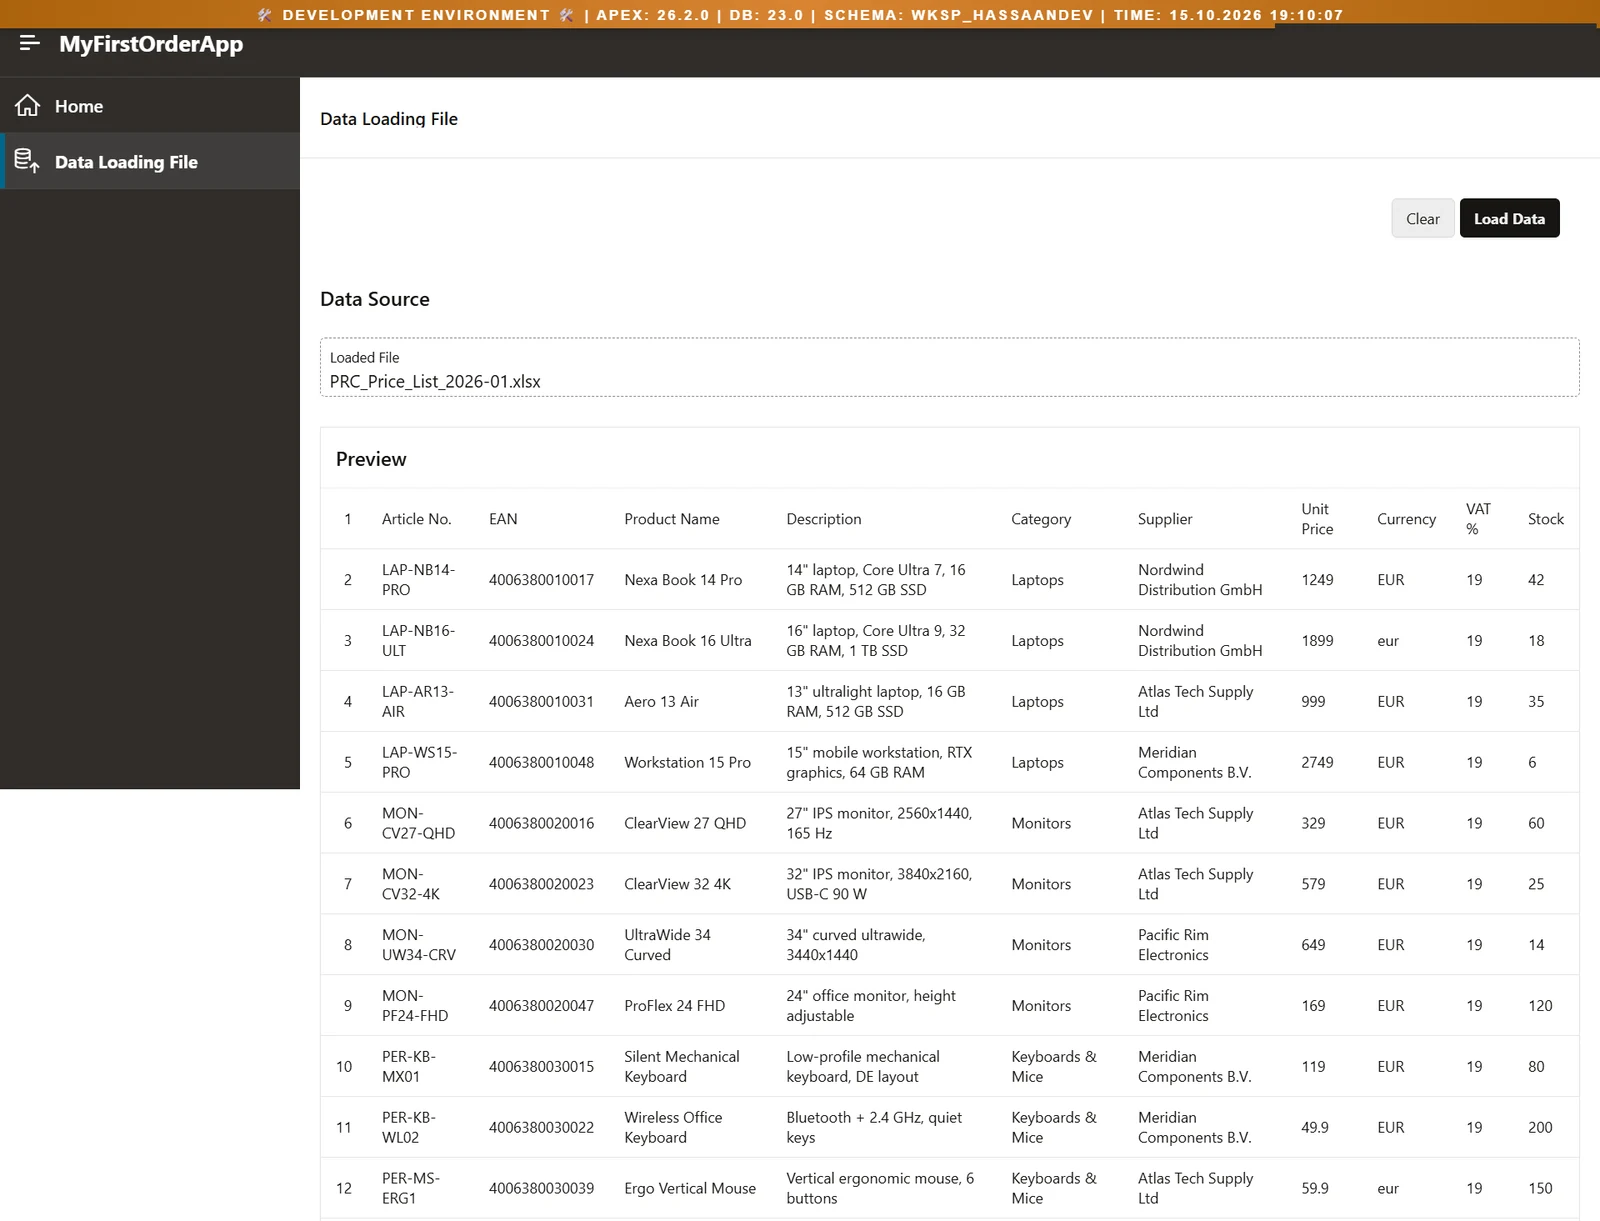 🛠 DEVELOPMENT ENVIRONMENT 🛠 | APEX: 26.2.0 | DB: 23.0 | SCHEMA: WKSP_HASSAANDEV | TIME: 15.10.2026 19:10:07
MyFirstOrderApp
Home
Data Loading File
Data Loading File
Clear
Load Data
Data Source
Loaded File
PRC_Price_List_2026-01.xlsx
Preview
1 Article No. EAN Product Name Description Category Supplier Unit Price Currency VAT % Stock
2 LAP-NB14-PRO 4006380010017 Nexa Book 14 Pro 14" laptop, Core Ultra 7, 16 GB RAM, 512 GB SSD Laptops Nordwind Distribution GmbH 1249 EUR 19 42
3 LAP-NB16-ULT 4006380010024 Nexa Book 16 Ultra 16" laptop, Core Ultra 9, 32 GB RAM, 1 TB SSD Laptops Nordwind Distribution GmbH 1899 eur 19 18
4 LAP-AR13-AIR 4006380010031 Aero 13 Air 13" ultralight laptop, 16 GB RAM, 512 GB SSD Laptops Atlas Tech Supply Ltd 999 EUR 19 35
5 LAP-WS15-PRO 4006380010048 Workstation 15 Pro 15" mobile workstation, RTX graphics, 64 GB RAM Laptops Meridian Components B.V. 2749 EUR 19 6
6 MON-CV27-QHD 4006380020016 ClearView 27 QHD 27" IPS monitor, 2560x1440, 165 Hz Monitors Atlas Tech Supply Ltd 329 EUR 19 60
7 MON-CV32-4K 4006380020023 ClearView 32 4K 32" IPS monitor, 3840x2160, USB-C 90 W Monitors Atlas Tech Supply Ltd 579 EUR 19 25
8 MON-UW34-CRV 4006380020030 UltraWide 34 Curved 34" curved ultrawide, 3440x1440 Monitors Pacific Rim Electronics 649 EUR 19 14
9 MON-PF24-FHD 4006380020047 ProFlex 24 FHD 24" office monitor, height adjustable Monitors Pacific Rim Electronics 169 EUR 19 120
10 PER-KB-MX01 4006380030015 Silent Mechanical Keyboard Low-profile mechanical keyboard, DE layout Keyboards & Mice Meridian Components B.V. 119 EUR 19 80
11 PER-KB-WL02 4006380030022 Wireless Office Keyboard Bluetooth + 2.4 GHz, quiet keys Keyboards & Mice Meridian Components B.V. 49.9 EUR 19 200
12 PER-MS-ERG1 4006380030039 Ergo Vertical Mouse Vertical ergonomic mouse, 6 buttons Keyboards & Mice Atlas Tech Supply Ltd 59.9 eur 19 150